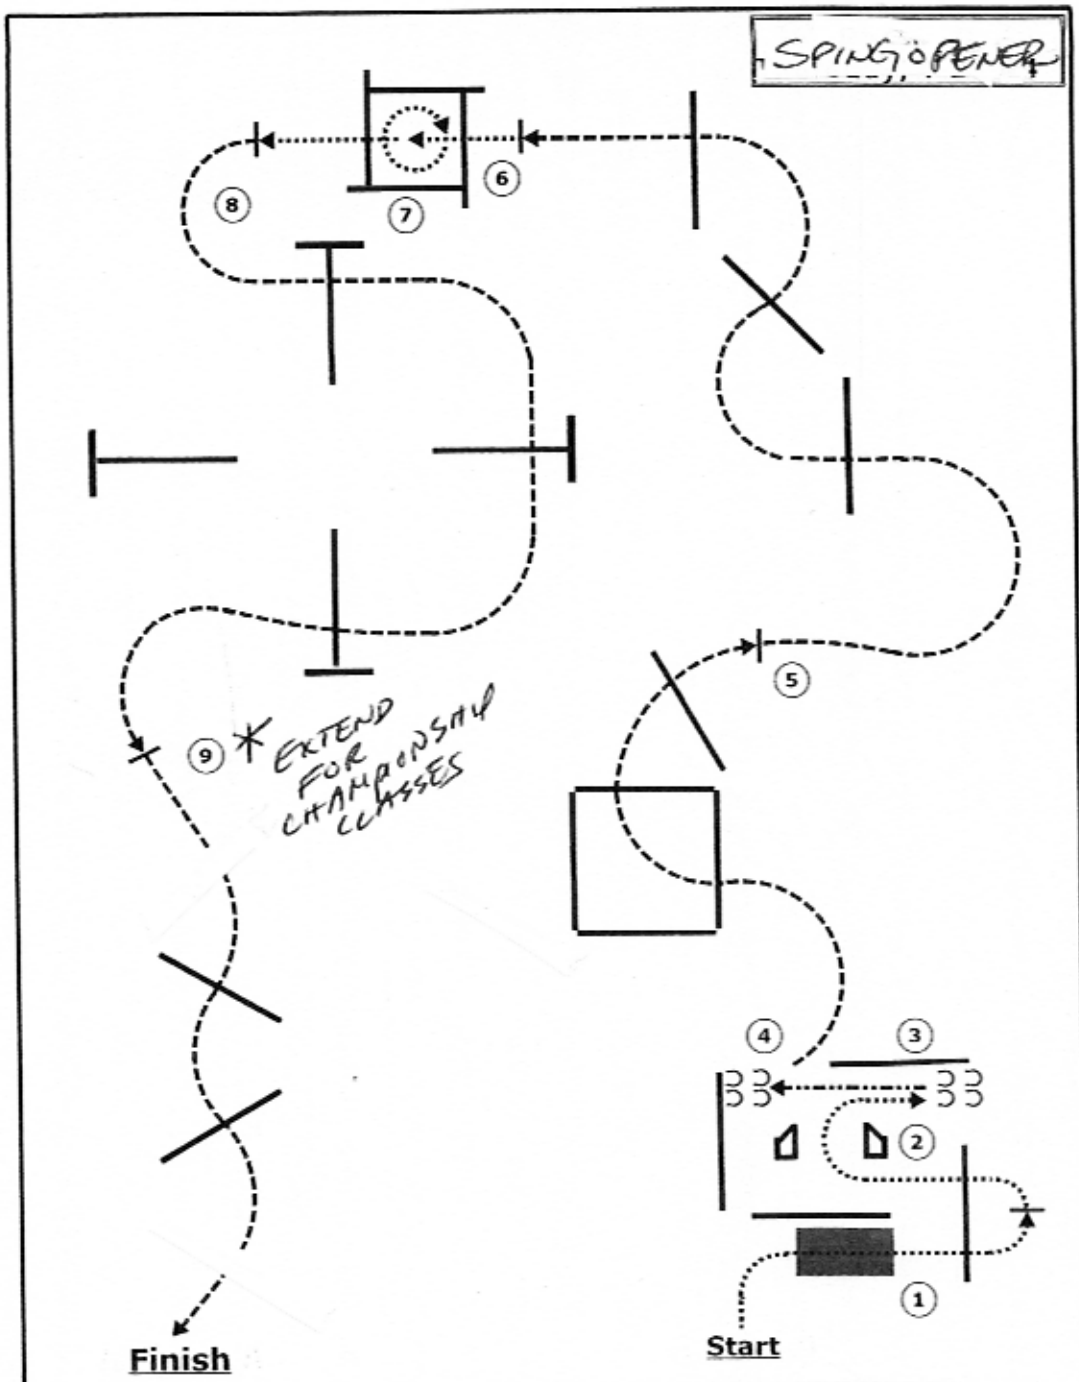 SPING OPENER
6
8
7
5
9 * EXTEND
FOR
CHAMPIONSHIP
CLASSES
4
3
2
1
Start
Finish